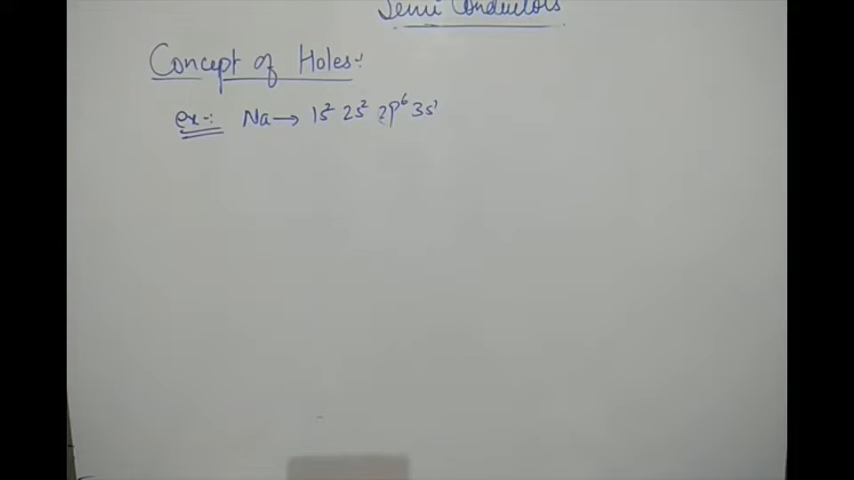 Semi Conductors
Concept of Holes:
ex:- Na → 1s² 2s² 2p⁶ 3s¹